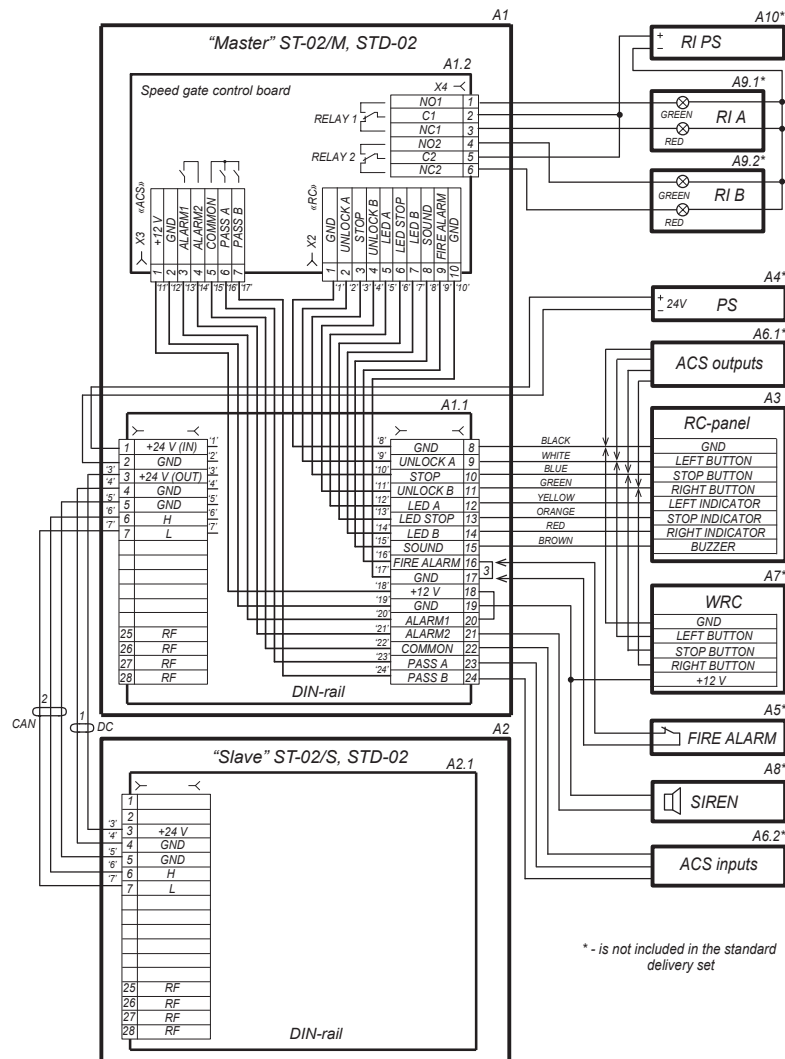 A1
"Master" ST-02/M, STD-02
A1.2
Speed gate control board
X4
NO1 1
RELAY 1 C1 2
NC1 3
NO2 4
RELAY 2 C2 5
NC2 6
«ACS»
X3
+12 V
GND
ALARM1
ALARM2
COMMON
PASS A
PASS B
1 2 3 4 5 6 7
'11' '12' '13' '14' '15' '16' '17'
«RC»
X2
GND
UNLOCK A
STOP
UNLOCK B
LED A
LED STOP
LED B
SOUND
FIRE ALARM
GND
1 2 3 4 5 6 7 8 9 10
'1' '2' '3' '4' '5' '6' '7' '8' '9' '10'
A1.1
1 +24 V (IN) '1'
2 GND '2'
'3' 3 +24 V (OUT) '3'
'4' 4 GND '4'
'5' 5 GND '5'
'6' 6 H '6'
'7' 7 L '7'
25 RF
26 RF
27 RF
28 RF
'8' GND 8
'9' UNLOCK A 9
'10' STOP 10
'11' UNLOCK B 11
'12' LED A 12
'13' LED STOP 13
'14' LED B 14
'15' SOUND 15
'16' FIRE ALARM 16
'17' GND 17
3
'18' +12 V 18
'19' GND 19
'20' ALARM1 20
'21' ALARM2 21
'22' COMMON 22
'23' PASS A 23
'24' PASS B 24
DIN-rail
BLACK
WHITE
BLUE
GREEN
YELLOW
ORANGE
RED
BROWN
2
CAN
1
DC
A2
"Slave" ST-02/S, STD-02
A2.1
1
2
'3' 3 +24 V
'4' 4 GND
'5' 5 GND
'6' 6 H
'7' 7 L
25 RF
26 RF
27 RF
28 RF
DIN-rail
A10*
+
−
RI PS
A9.1*
GREEN
RI A
RED
A9.2*
GREEN
RI B
RED
A4*
+
− 24V PS
A6.1*
ACS outputs
A3
RC-panel
GND
LEFT BUTTON
STOP BUTTON
RIGHT BUTTON
LEFT INDICATOR
STOP INDICATOR
RIGHT INDICATOR
BUZZER
A7*
WRC
GND
LEFT BUTTON
STOP BUTTON
RIGHT BUTTON
+12 V
A5*
FIRE ALARM
A8*
SIREN
A6.2*
ACS inputs
* - is not included in the standard
delivery set